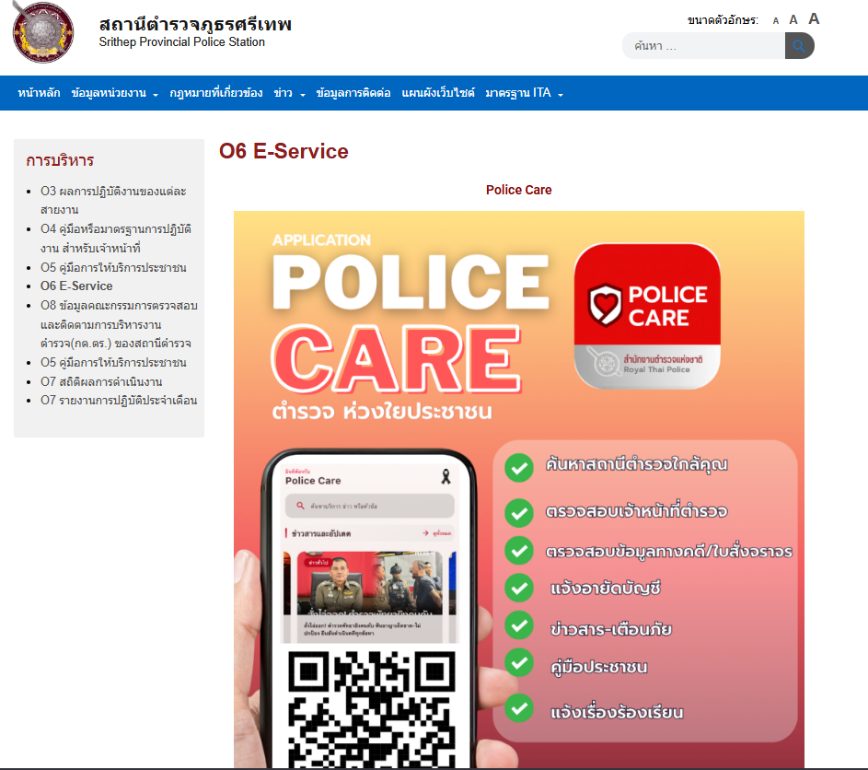 สถานีตำรวจภูธรศรีเทพ
Srithep Provincial Police Station
ขนาดตัวอักษร: A A A
ค้นหา …
หน้าหลัก ข้อมูลหน่วยงาน กฎหมายที่เกี่ยวข้อง ข่าว ข้อมูลการติดต่อ แผนผังเว็บไซต์ มาตรฐาน ITA
การบริหาร
O3 ผลการปฏิบัติงานของแต่ละ
สายงาน
O4 คู่มือหรือมาตรฐานการปฏิบัติ
งาน สำหรับเจ้าหน้าที่
O5 คู่มือการให้บริการประชาชน
O6 E-Service
O8 ข้อมูลคณะกรรมการตรวจสอบ
และติดตามการบริหารงาน
ตำรวจ(กต.ตร.) ของสถานีตำรวจ
O5 คู่มือการให้บริการประชาชน
O7 สถิติผลการดำเนินงาน
O7 รายงานการปฏิบัติประจำเดือน
O6 E-Service
Police Care
APPLICATION
POLICE
CARE
ตำรวจ ห่วงใยประชาชน
POLICE
CARE
สำนักงานตำรวจแห่งชาติ
Royal Thai Police
Police Care
ข่าวสารและอัปเดต
ค้นหาสถานีตำรวจใกล้คุณ
ตรวจสอบเจ้าหน้าที่ตำรวจ
ตรวจสอบข้อมูลทางคดี/ใบสั่งจราจร
แจ้งอายัดบัญชี
ข่าวสาร-เตือนภัย
คู่มือประชาชน
แจ้งเรื่องร้องเรียน